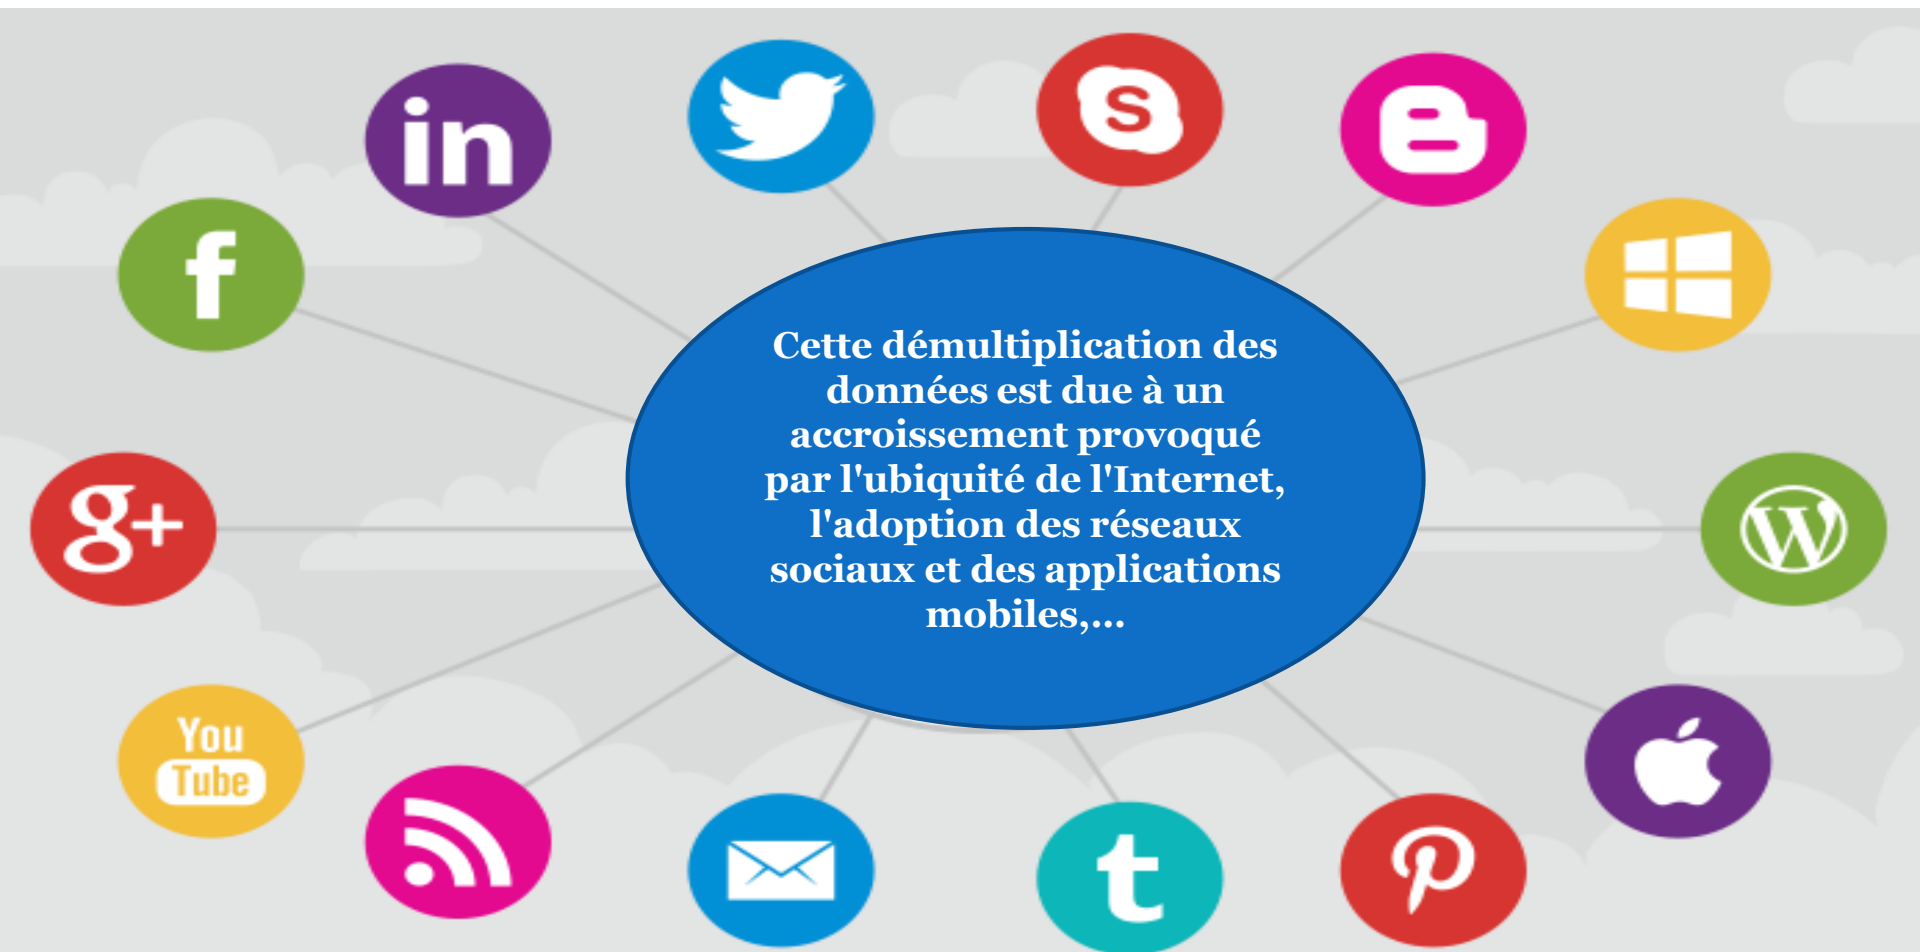 in
S
B
f
Cette démultiplication des
données est due à un
accroissement provoqué
par l'ubiquité de l'Internet,
l'adoption des réseaux
sociaux et des applications
mobiles,...
g+
W
You
Tube
t
p